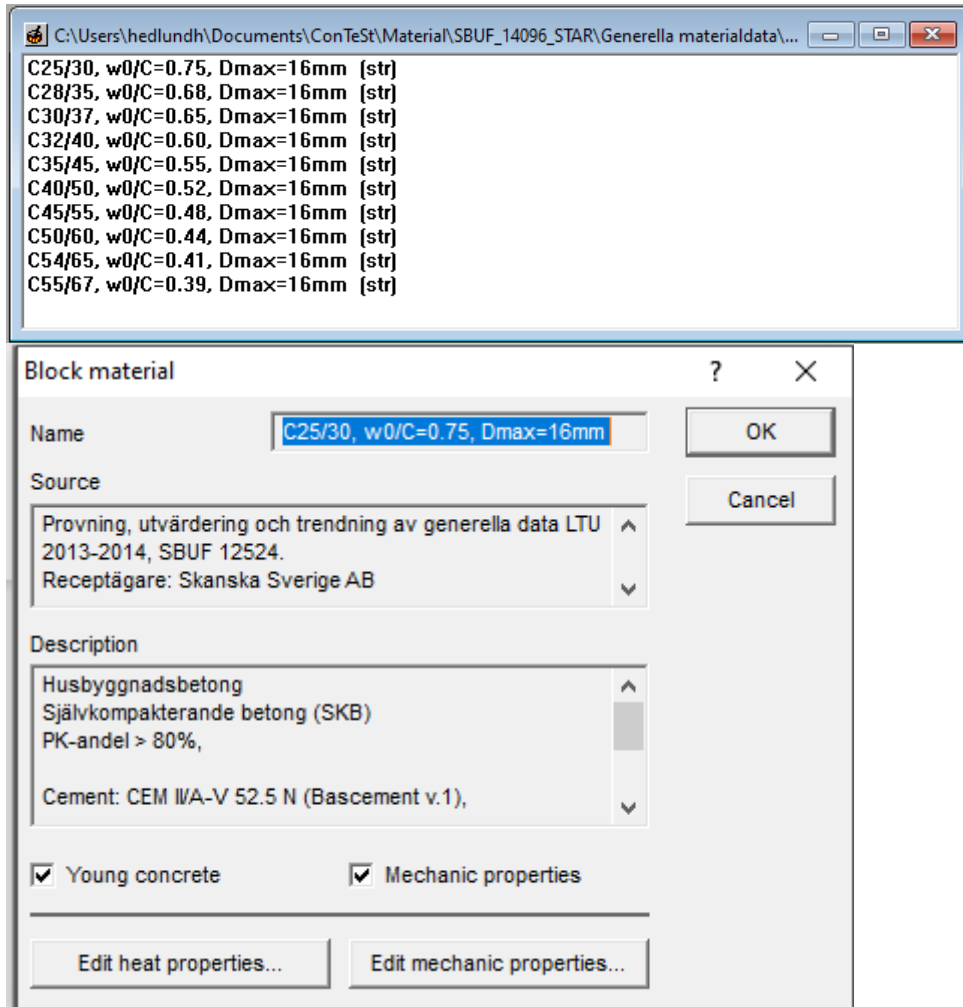 C:\Users\hedlundh\Documents\ConTeSt\Material\SBUF_14096_STAR\Generella materialdata\...
C25/30, w0/C=0.75, Dmax=16mm (str)
C28/35, w0/C=0.68, Dmax=16mm (str)
C30/37, w0/C=0.65, Dmax=16mm (str)
C32/40, w0/C=0.60, Dmax=16mm (str)
C35/45, w0/C=0.55, Dmax=16mm (str)
C40/50, w0/C=0.52, Dmax=16mm (str)
C45/55, w0/C=0.48, Dmax=16mm (str)
C50/60, w0/C=0.44, Dmax=16mm (str)
C54/65, w0/C=0.41, Dmax=16mm (str)
C55/67, w0/C=0.39, Dmax=16mm (str)
Block material ?
Name C25/30, w0/C=0.75, Dmax=16mm OK
Source
Cancel
Provning, utvärdering och trendning av generella data LTU
2013-2014, SBUF 12524.
Receptägare: Skanska Sverige AB
Description
Husbyggnadsbetong
Självkompakterande betong (SKB)
PK-andel > 80%,
Cement: CEM II/A-V 52.5 N (Bascement v.1),
Young concrete Mechanic properties
Edit heat properties... Edit mechanic properties...